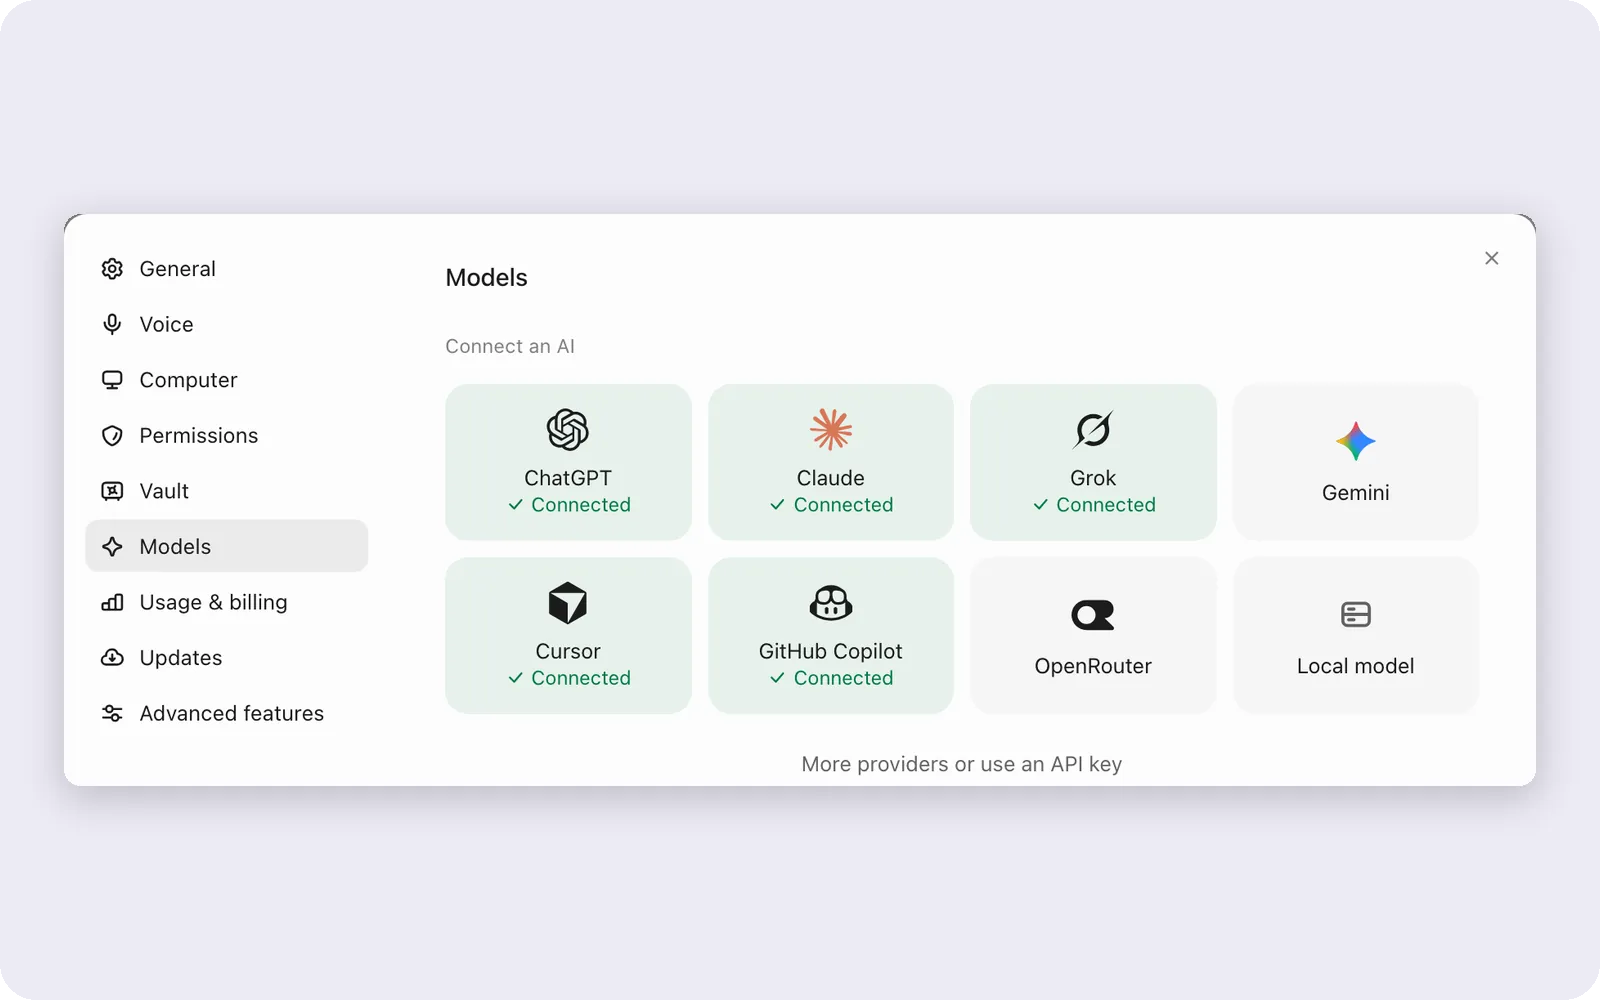 General
Voice
Computer
Permissions
Vault
Models
Usage & billing
Updates
Advanced features
Models
Connect an AI
ChatGPT
Connected
Claude
Connected
Grok
Connected
Gemini
Cursor
Connected
GitHub Copilot
Connected
OpenRouter
Local model
More providers or use an API key